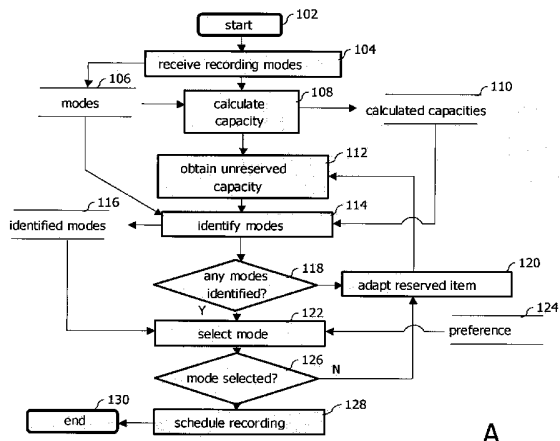 start
102
receive recording modes
104
106
modes
calculate
capacity
108
110
calculated capacities
obtain unreserved
capacity
112
identify modes
114
116
identified modes
any modes
identified?
118
adapt reserved item
120
Y
select mode
122
preference
124
mode selected?
126
N
end
130
schedule recording
128
A